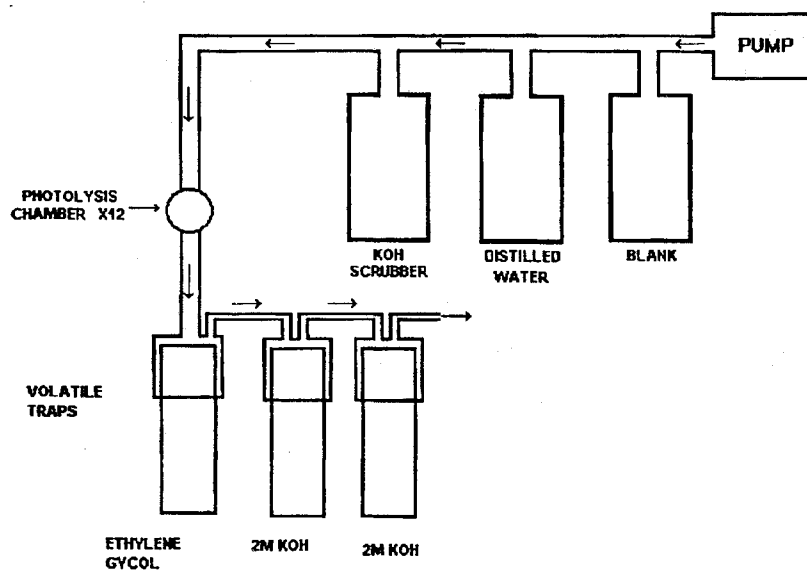 PUMP
PHOTOLYSIS
CHAMBER X12
KOH
SCRUBBER
DISTILLED
WATER
BLANK
VOLATILE
TRAPS
ETHYLENE
GYCOL
2M KOH
2M KOH